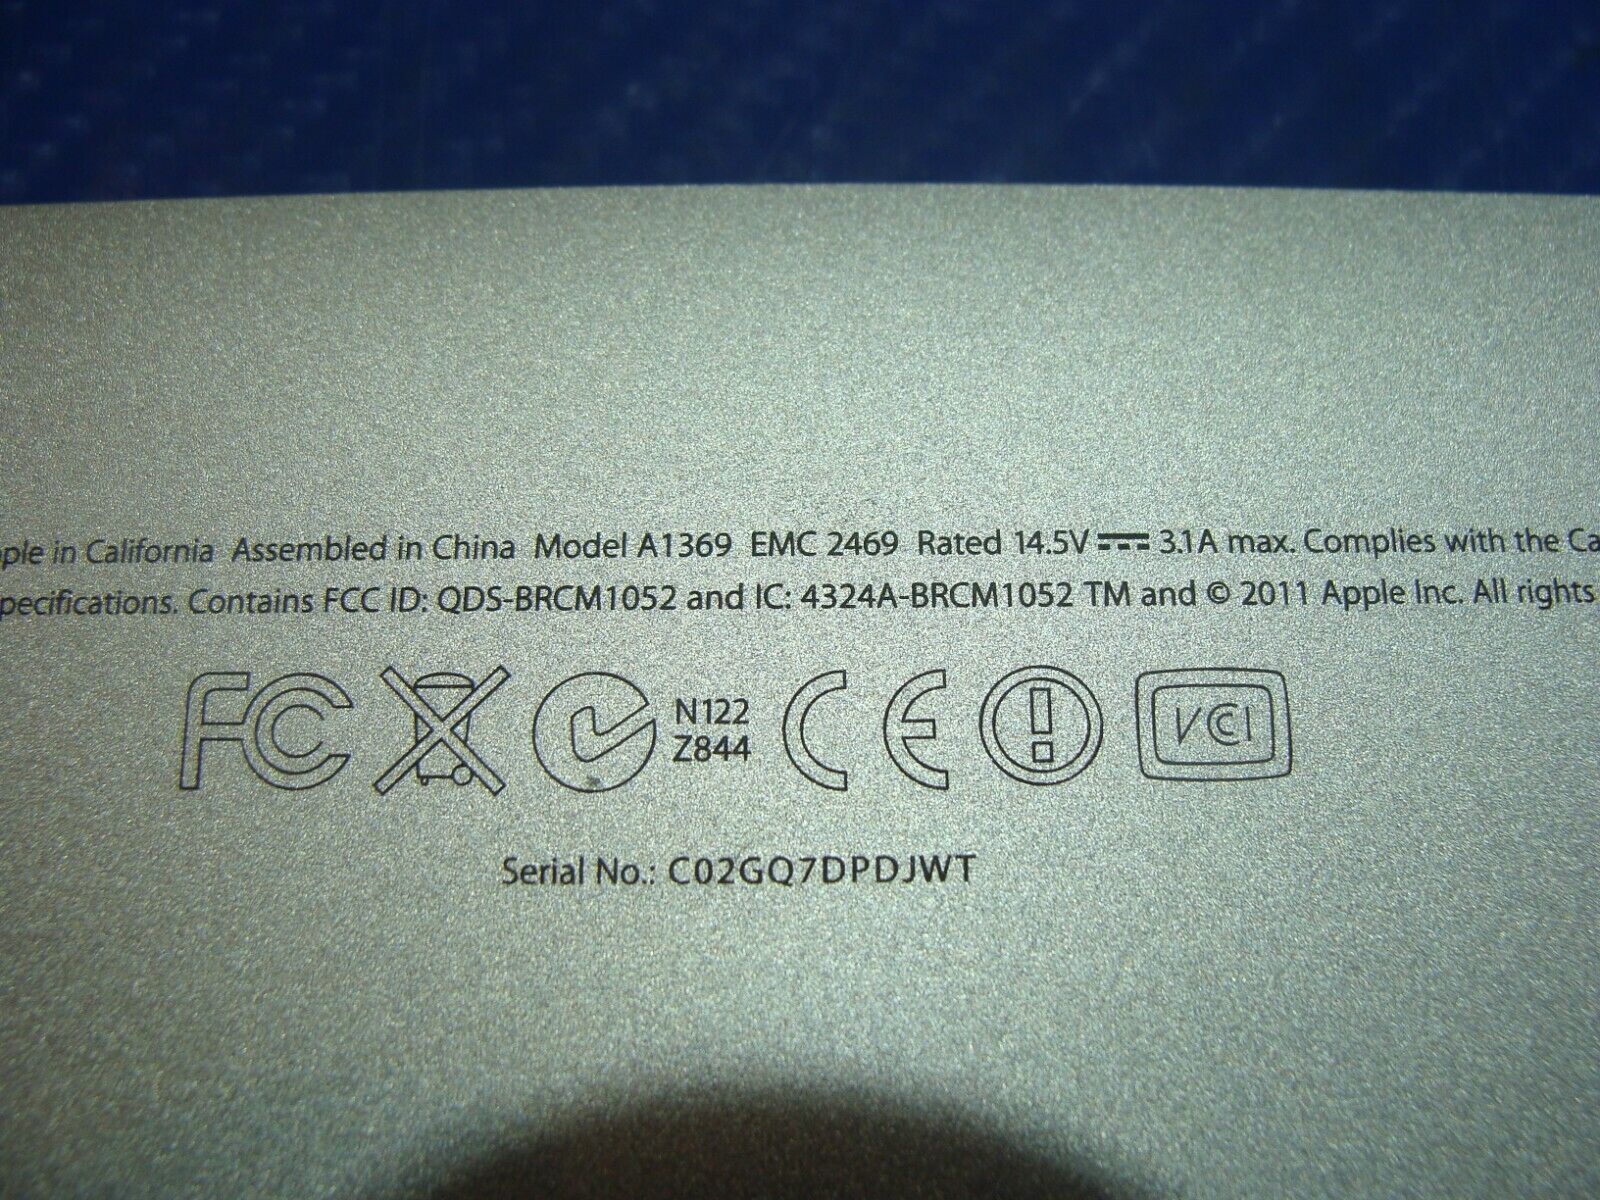 ple in California Assembled in China Model A1369 EMC 2469 Rated 14.5V ⎓ 3.1A max. Complies with the Ca
pecifications. Contains FCC ID: QDS-BRCM1052 and IC: 4324A-BRCM1052 TM and © 2011 Apple Inc. All rights
FC N122 CE ! VCI
Z844
Serial No.: C02GQ7DPDJWT